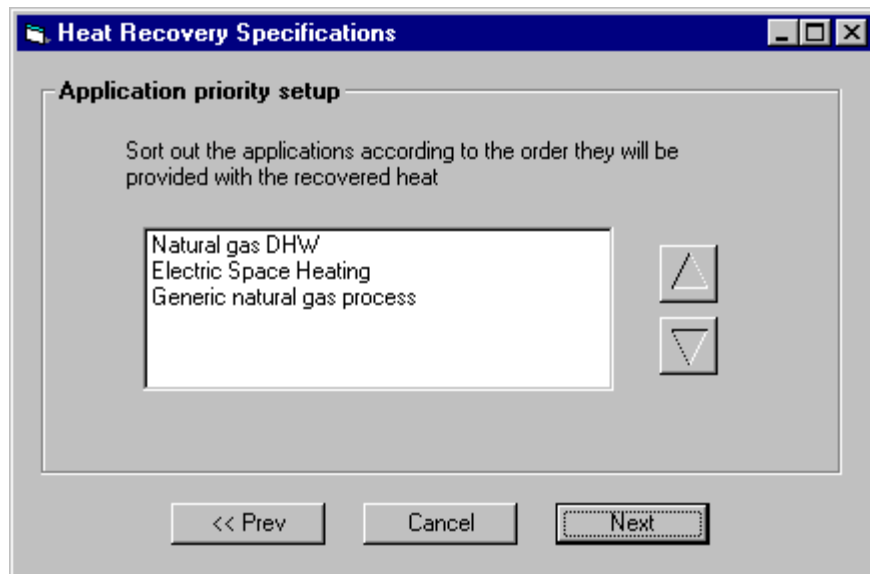 Heat Recovery Specifications
Application priority setup
Sort out the applications according to the order they will be
provided with the recovered heat
Natural gas DHW
Electric Space Heating
Generic natural gas process
<< Prev
Cancel
Next